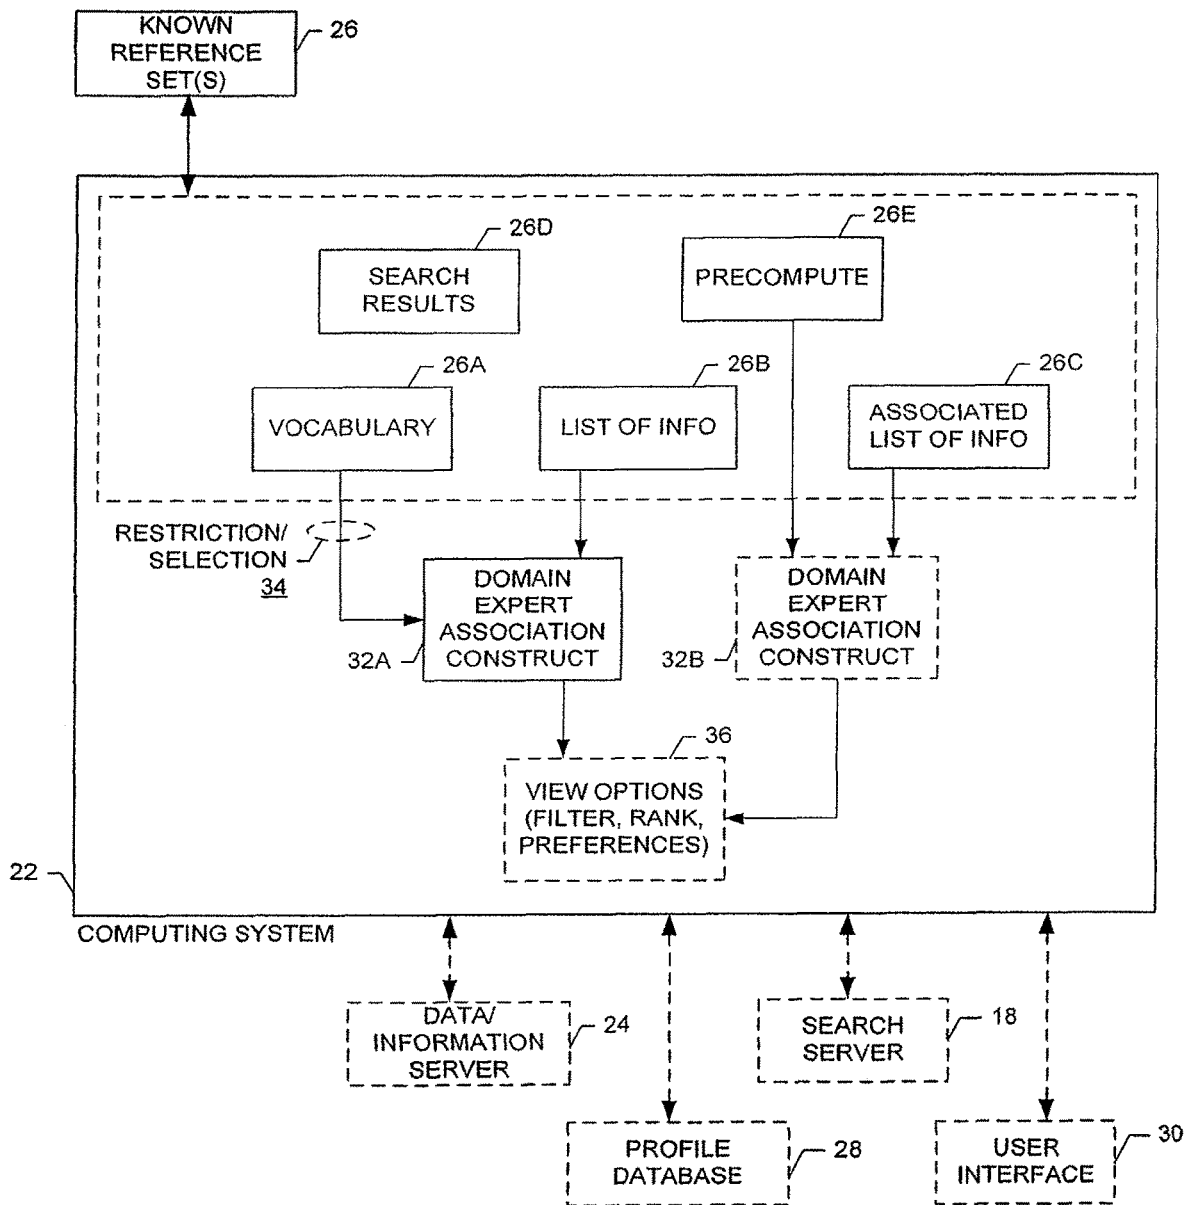 KNOWN
REFERENCE
SET(S)
26
26D
SEARCH
RESULTS
26E
PRECOMPUTE
26A
VOCABULARY
26B
LIST OF INFO
26C
ASSOCIATED
LIST OF INFO
RESTRICTION/
SELECTION
34
DOMAIN
EXPERT
ASSOCIATION
CONSTRUCT
32A
DOMAIN
EXPERT
ASSOCIATION
CONSTRUCT
32B
36
VIEW OPTIONS
(FILTER, RANK,
PREFERENCES)
22
COMPUTING SYSTEM
DATA/
INFORMATION
SERVER
24
SEARCH
SERVER
18
PROFILE
DATABASE
28
USER
INTERFACE
30